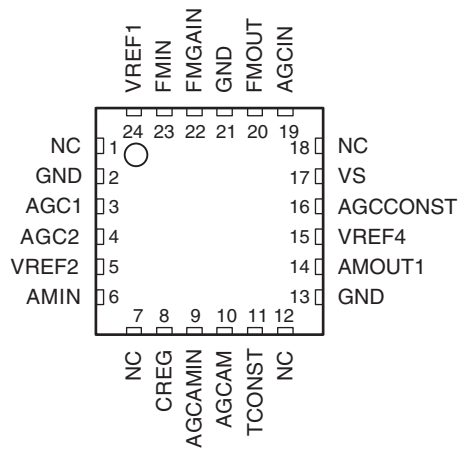 VREF1
FMIN
FMGAIN
GND
FMOUT
AGCIN
24 23 22 21 20 19
NC 1
GND 2
AGC1 3
AGC2 4
VREF2 5
AMIN 6
18 NC
17 VS
16 AGCCONST
15 VREF4
14 AMOUT1
13 GND
7 8 9 10 11 12
NC
CREG
AGCAMIN
AGCAM
TCONST
NC